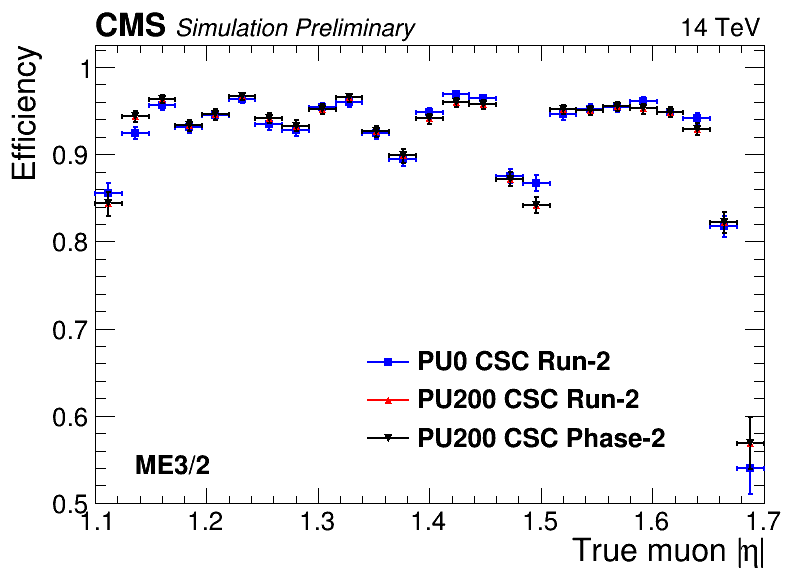 CMS Simulation Preliminary 14 TeV
Efficiency
1
0.9
0.8
0.7
0.6
0.5
PU0 CSC Run-2
PU200 CSC Run-2
PU200 CSC Phase-2
ME3/2
1.1 1.2 1.3 1.4 1.5 1.6 1.7
True muon |η|